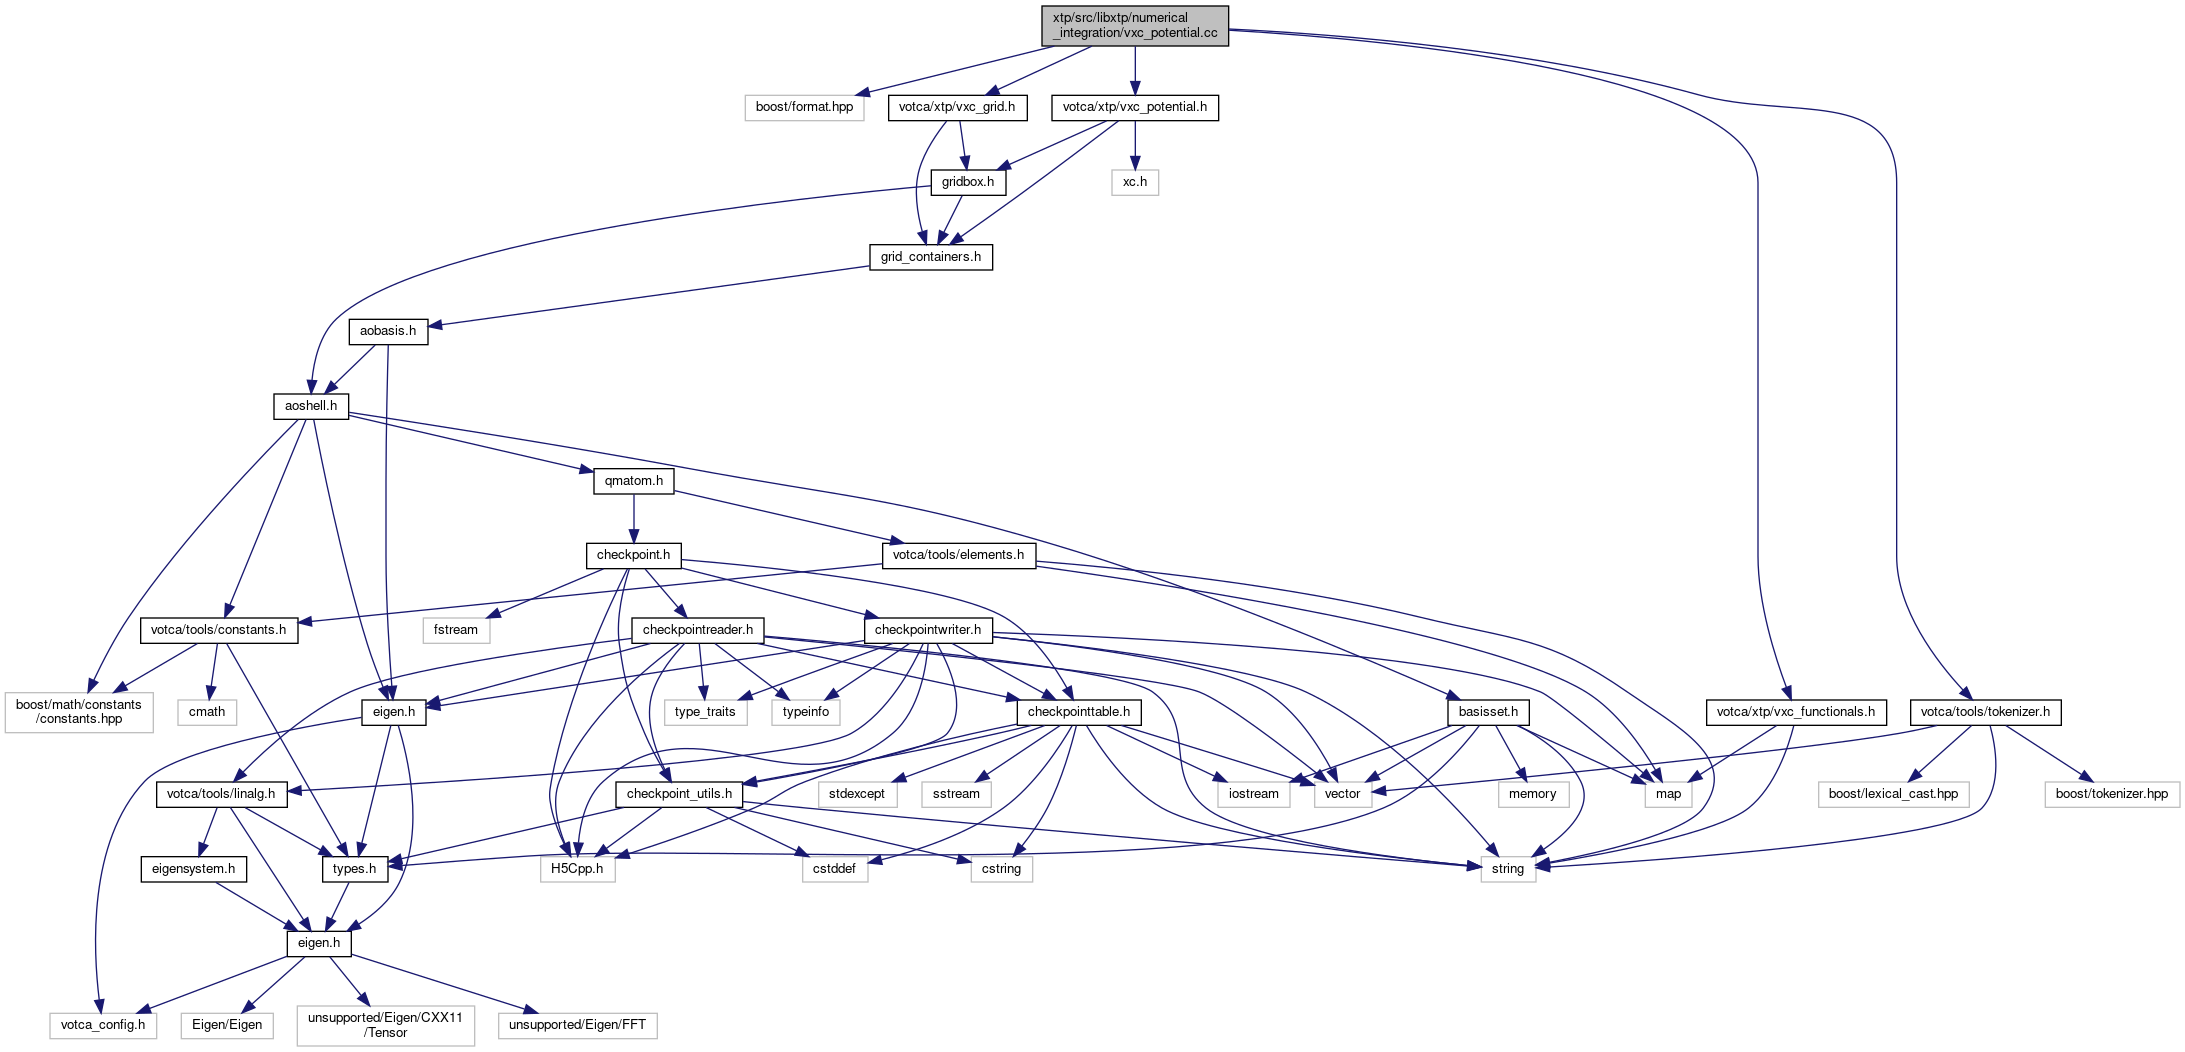 xtp/src/libxtp/numerical
_integration/vxc_potential.cc
boost/format.hpp
votca/xtp/vxc_grid.h
votca/xtp/vxc_potential.h
gridbox.h
xc.h
grid_containers.h
aobasis.h
aoshell.h
qmatom.h
checkpoint.h
votca/tools/elements.h
votca/tools/constants.h
fstream
checkpointreader.h
checkpointwriter.h
boost/math/constants
/constants.hpp
cmath
eigen.h
type_traits
typeinfo
checkpointtable.h
basisset.h
votca/xtp/vxc_functionals.h
votca/tools/tokenizer.h
votca/tools/linalg.h
checkpoint_utils.h
stdexcept
sstream
iostream
vector
memory
map
boost/lexical_cast.hpp
boost/tokenizer.hpp
eigensystem.h
types.h
H5Cpp.h
cstddef
cstring
string
eigen.h
votca_config.h
Eigen/Eigen
unsupported/Eigen/CXX11
/Tensor
unsupported/Eigen/FFT